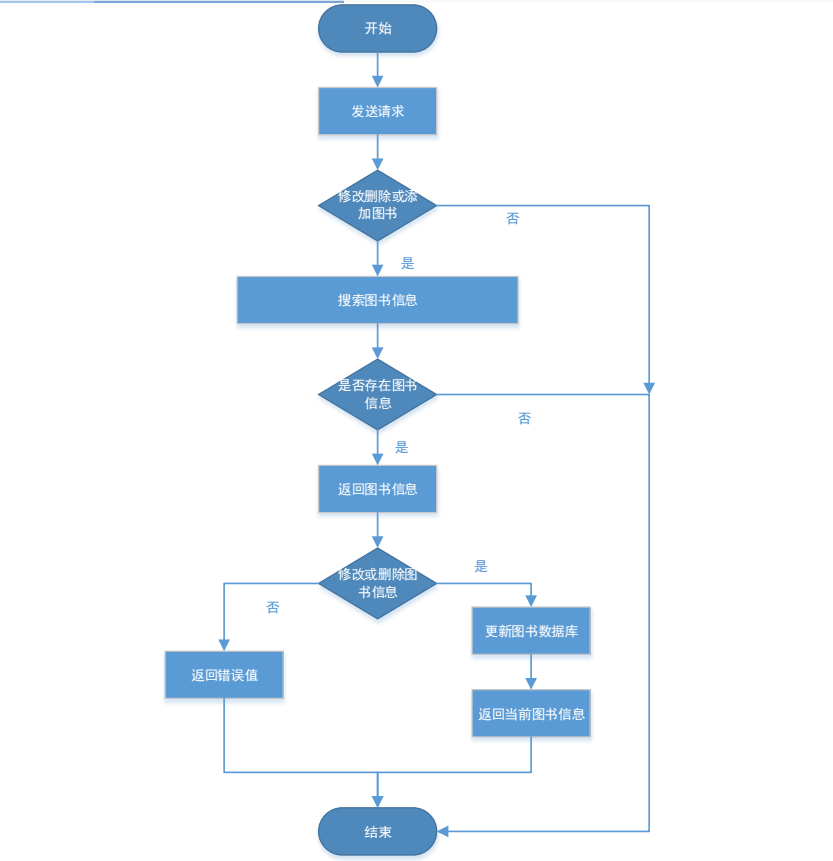 开始
发送请求
修改删除或添
加图书
否
是
搜索图书信息
是否存在图书
信息
否
是
返回图书信息
修改或删除图
书信息
是
否
更新图书数据库
返回错误值
返回当前图书信息
结束